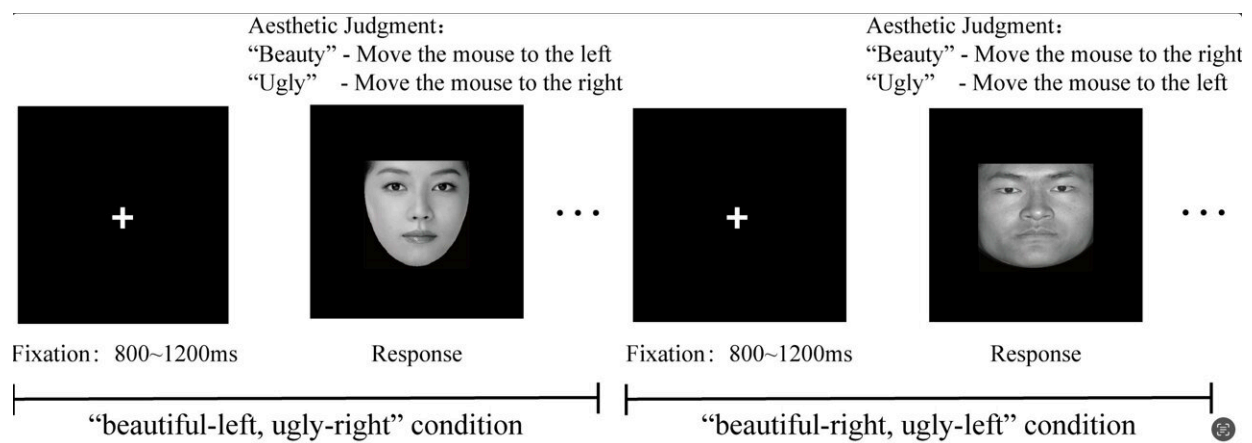 Aesthetic Judgment：
“Beauty” - Move the mouse to the left
“Ugly” - Move the mouse to the right
Aesthetic Judgment：
“Beauty” - Move the mouse to the right
“Ugly” - Move the mouse to the left
Fixation：800~1200ms
Response
Fixation：800~1200ms
Response
“beautiful-left, ugly-right” condition
“beautiful-right, ugly-left” condition